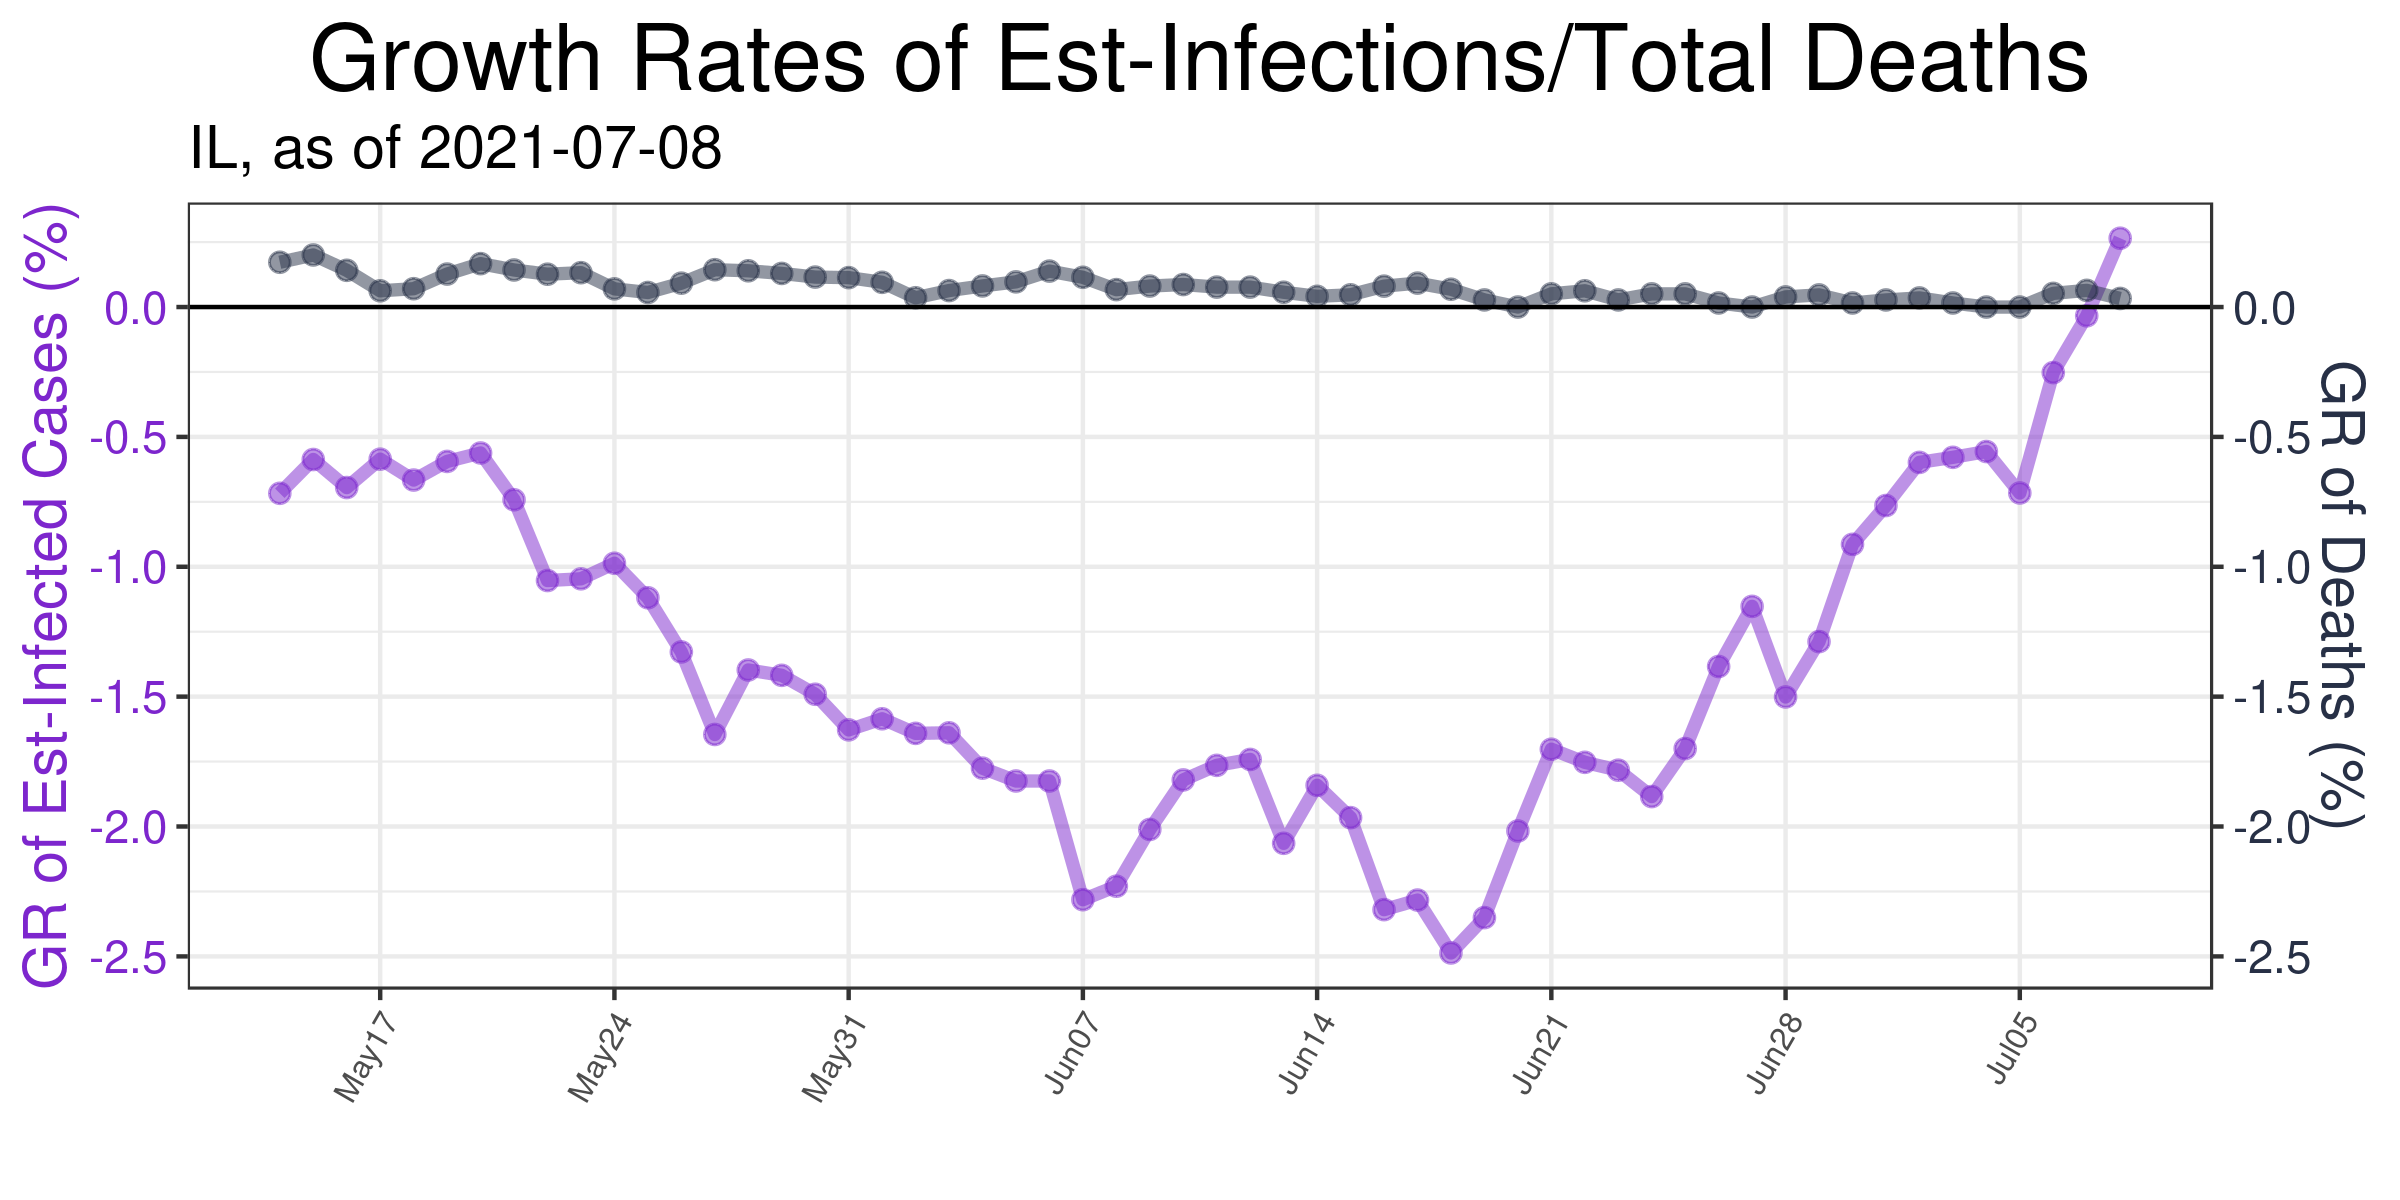 Growth Rates of Est-Infections/Total Deaths
IL, as of 2021-07-08
GR of Est-Infected Cases (%)
0.0
-0.5
-1.0
-1.5
-2.0
-2.5
0.0
-0.5
-1.0
-1.5
-2.0
-2.5
GR of Deaths (%)
May17
May24
May31
Jun07
Jun14
Jun21
Jun28
Jul05